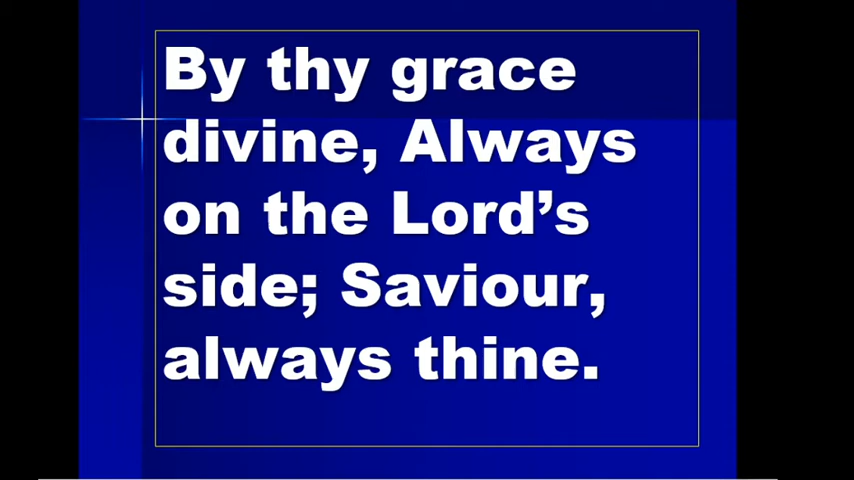 By thy grace
divine, Always
on the Lord’s
side; Saviour,
always thine.